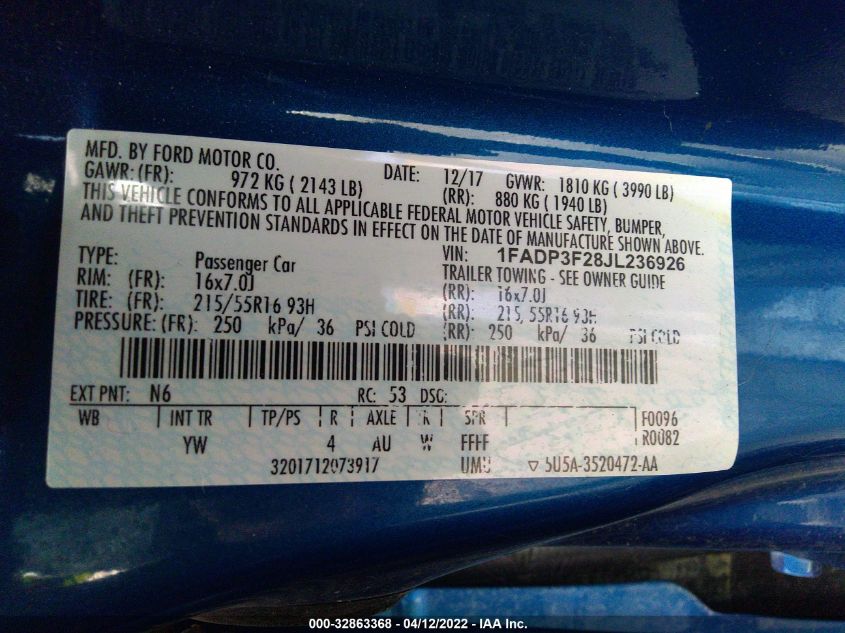 MFD. BY FORD MOTOR CO. DATE: 12/17 GVWR: 1810 KG ( 3990 LB)
GAWR: (FR): 972 KG ( 2143 LB) (RR): 880 KG ( 1940 LB)
THIS VEHICLE CONFORMS TO ALL APPLICABLE FEDERAL MOTOR VEHICLE SAFETY, BUMPER,
AND THEFT PREVENTION STANDARDS IN EFFECT ON THE DATE OF MANUFACTURE SHOWN ABOVE.
VIN: 1FADP3F28JL236926
TYPE: Passenger Car TRAILER TOWING - SEE OWNER GUIDE
RIM: (FR): 16x7.0J (RR): 16x7.0J
TIRE: (FR): 215/55R16 93H (RR): 215/55R16 93H
PRESSURE: (FR): 250 kPa/ 36 PSI COLD (RR): 250 kPa/ 36 PSI COLD
EXT PNT: N6 RC: 53 DSO:
WB INT TR TP/PS R AXLE TR SPR F0096
YW 4 AU W FFFF R0082
3201712073917 UMU ▽ 5U5A-3520472-AA
000-32863368 - 04/12/2022 - IAA Inc.